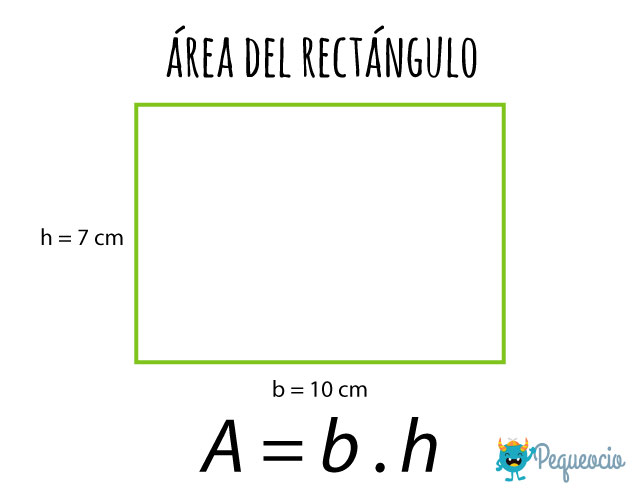 ÁREA DEL RECTÁNGULO
h = 7 cm
b = 10 cm
A = b . h
Pequeocio